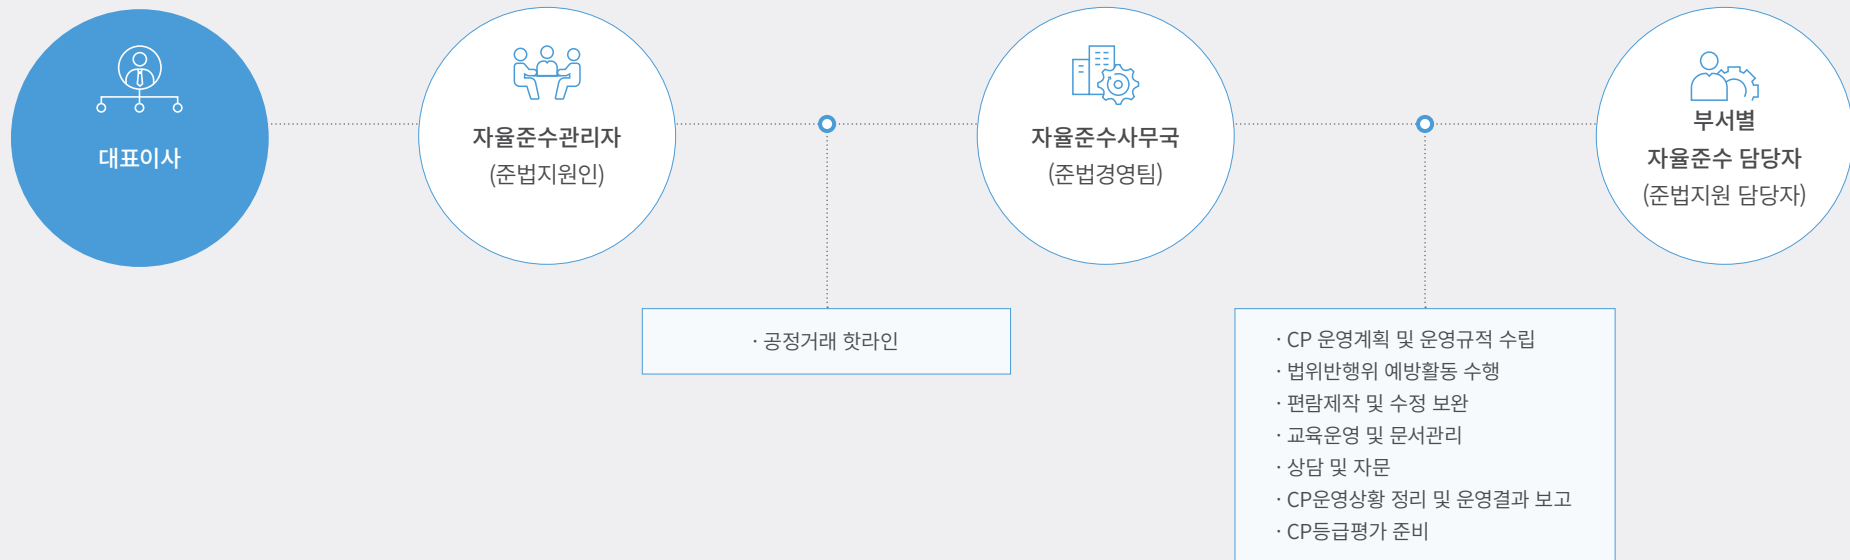 대표이사
자율준수관리자
(준법지원인)
자율준수사무국
(준법경영팀)
부서별
자율준수 담당자
(준법지원 담당자)
· 공정거래 핫라인
· CP 운영계획 및 운영규적 수립
· 법위반행위 예방활동 수행
· 편람제작 및 수정 보완
· 교육운영 및 문서관리
· 상담 및 자문
· CP운영상황 정리 및 운영결과 보고
· CP등급평가 준비